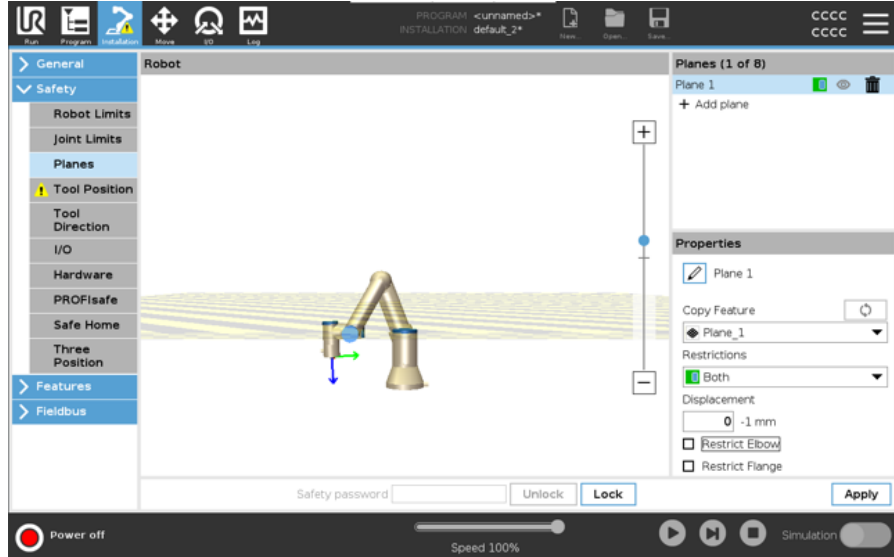 PROGRAM <unnamed>*
INSTALLATION default_2*
Run
Program
Installation
Move
I/O
Log
New...
Open...
Save...
CCCC
CCCC
General
Safety
Robot Limits
Joint Limits
Planes
Tool Position
Tool
Direction
I/O
Hardware
PROFIsafe
Safe Home
Three
Position
Features
Fieldbus
Robot
Planes (1 of 8)
Plane 1
+ Add plane
Properties
Plane 1
Copy Feature
Plane_1
Restrictions
Both
Displacement
0 -1 mm
Restrict Elbow
Restrict Flange
Safety password
Unlock
Lock
Apply
Power off
Speed 100%
Simulation